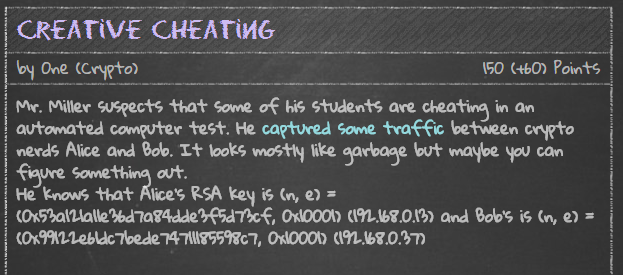 CREATIVE CHEATING
by One (Crypto) 150 (+60) Points
Mr. Miller suspects that some of his students are cheating in an
automated computer test. He captured some traffic between crypto
nerds Alice and Bob. It looks mostly like garbage but maybe you can
figure something out.
He knows that Alice's RSA key is (n, e) =
(0x53a121a11e36d7a84dde3f5d73cf, 0x10001) (192.168.0.13) and Bob's is (n, e) =
(0x99122e61dc7bede74711185598c7, 0x10001) (192.168.0.37)